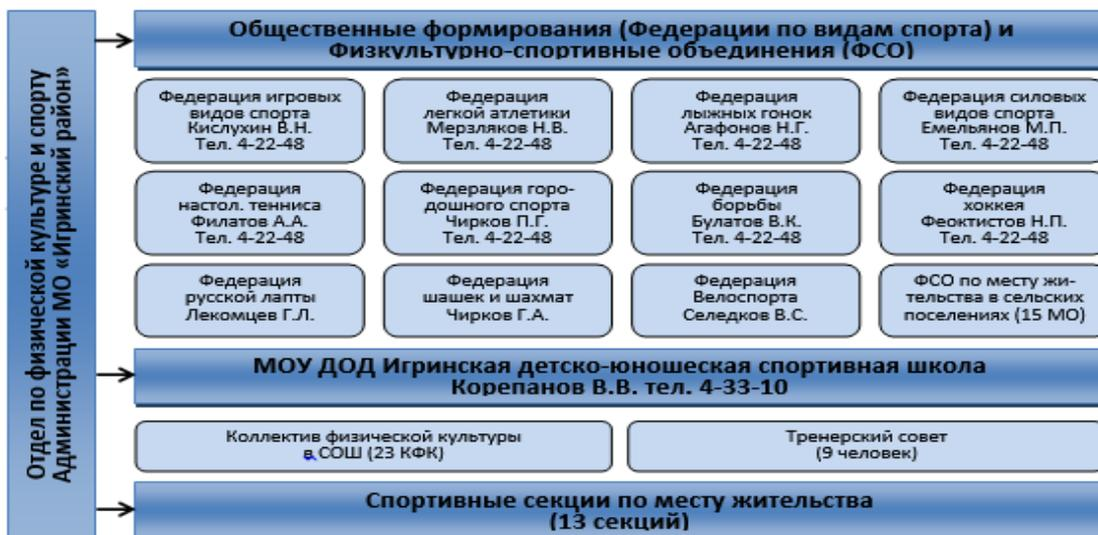 Отдел по физической культуре и спорту
Администрации МО «Игринский район»
Общественные формирования (Федерации по видам спорта) и
Физкультурно-спортивные объединения (ФСО)
Федерация игровых
видов спорта
Кислухин В.Н.
Тел. 4-22-48
Федерация
легкой атлетики
Мерзляков Н.В.
Тел. 4-22-48
Федерация
лыжных гонок
Агафонов Н.Г.
Тел. 4-22-48
Федерация силовых
видов спорта
Емельянов М.П.
Тел. 4-22-48
Федерация
настол. тенниса
Филатов А.А.
Тел. 4-22-48
Федерация горо-
дошного спорта
Чирков П.Г.
Тел. 4-22-48
Федерация
борьбы
Булатов В.К.
Тел. 4-22-48
Федерация
хоккея
Феоктистов Н.П.
Тел. 4-22-48
Федерация
русской лапты
Лекомцев Г.Л.
Федерация
шашек и шахмат
Чирков Г.А.
Федерация
Велоспорта
Селедков В.С.
ФСО по месту жи-
тельства в сельских
поселениях (15 МО)
МОУ ДОД Игринская детско-юношеская спортивная школа
Корепанов В.В. тел. 4-33-10
Коллектив физической культуры
в СОШ (23 КФК)
Тренерский совет
(9 человек)
Спортивные секции по месту жительства
(13 секций)